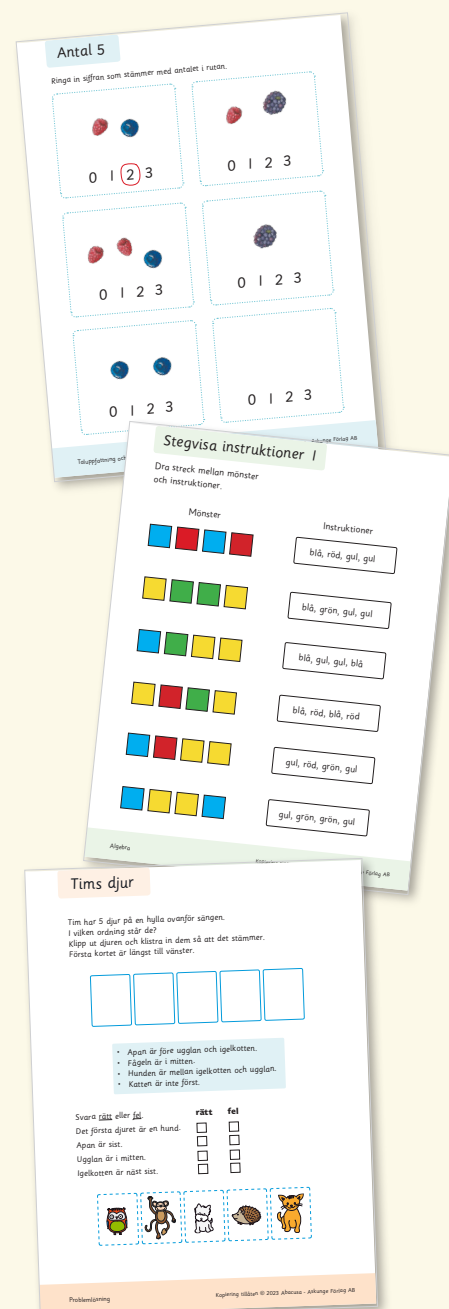 Antal 5
Ringa in siffran som stämmer med antalet i rutan.
0 1 2 3
0 1 2 3
0 1 2 3
0 1 2 3
0 1 2 3
0 1 2 3
Taluppfattning och
Askunge Förlag AB
Stegvisa instruktioner 1
Dra streck mellan mönster
och instruktioner.
Mönster
Instruktioner
blå, röd, gul, gul
blå, grön, gul, gul
blå, gul, gul, blå
blå, röd, blå, röd
gul, röd, grön, gul
gul, grön, grön, gul
Algebra
Förlag AB
Tims djur
Tim har 5 djur på en hylla ovanför sängen.
I vilken ordning står de?
Klipp ut djuren och klistra in dem så att det stämmer.
Första kortet är längst till vänster.
• Apan är före ugglan och igelkotten.
• Fågeln är i mitten.
• Hunden är mellan igelkotten och ugglan.
• Katten är inte först.
Svara rätt eller fel. rätt fel
Det första djuret är en hund.
Apan är sist.
Ugglan är i mitten.
Igelkotten är näst sist.
Problemlösning
Kopiering tillåten © 2023 Abacusa - Askunge Förlag AB